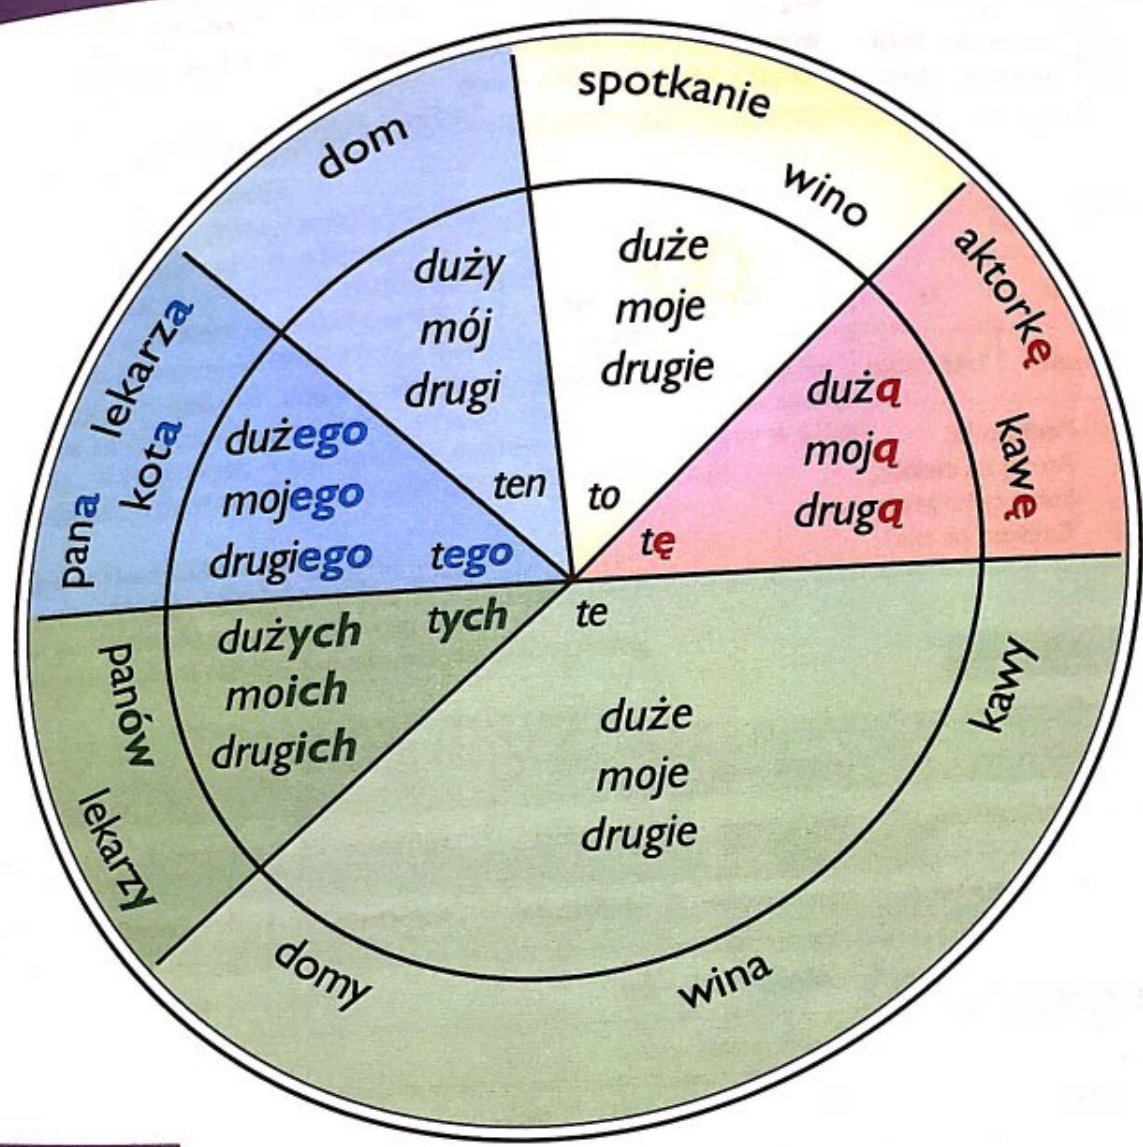 dom
duży
mój
drugi
ten
spotkanie
wino
duże
moje
drugie
to
aktorkę
kawę
dużą
moją
drugą
tę
pana
lekarza
kota
dużego
mojego
drugiego
tego
panów
lekarzy
dużych
moich
drugich
tych
te
duże
moje
drugie
kawy
wina
domy